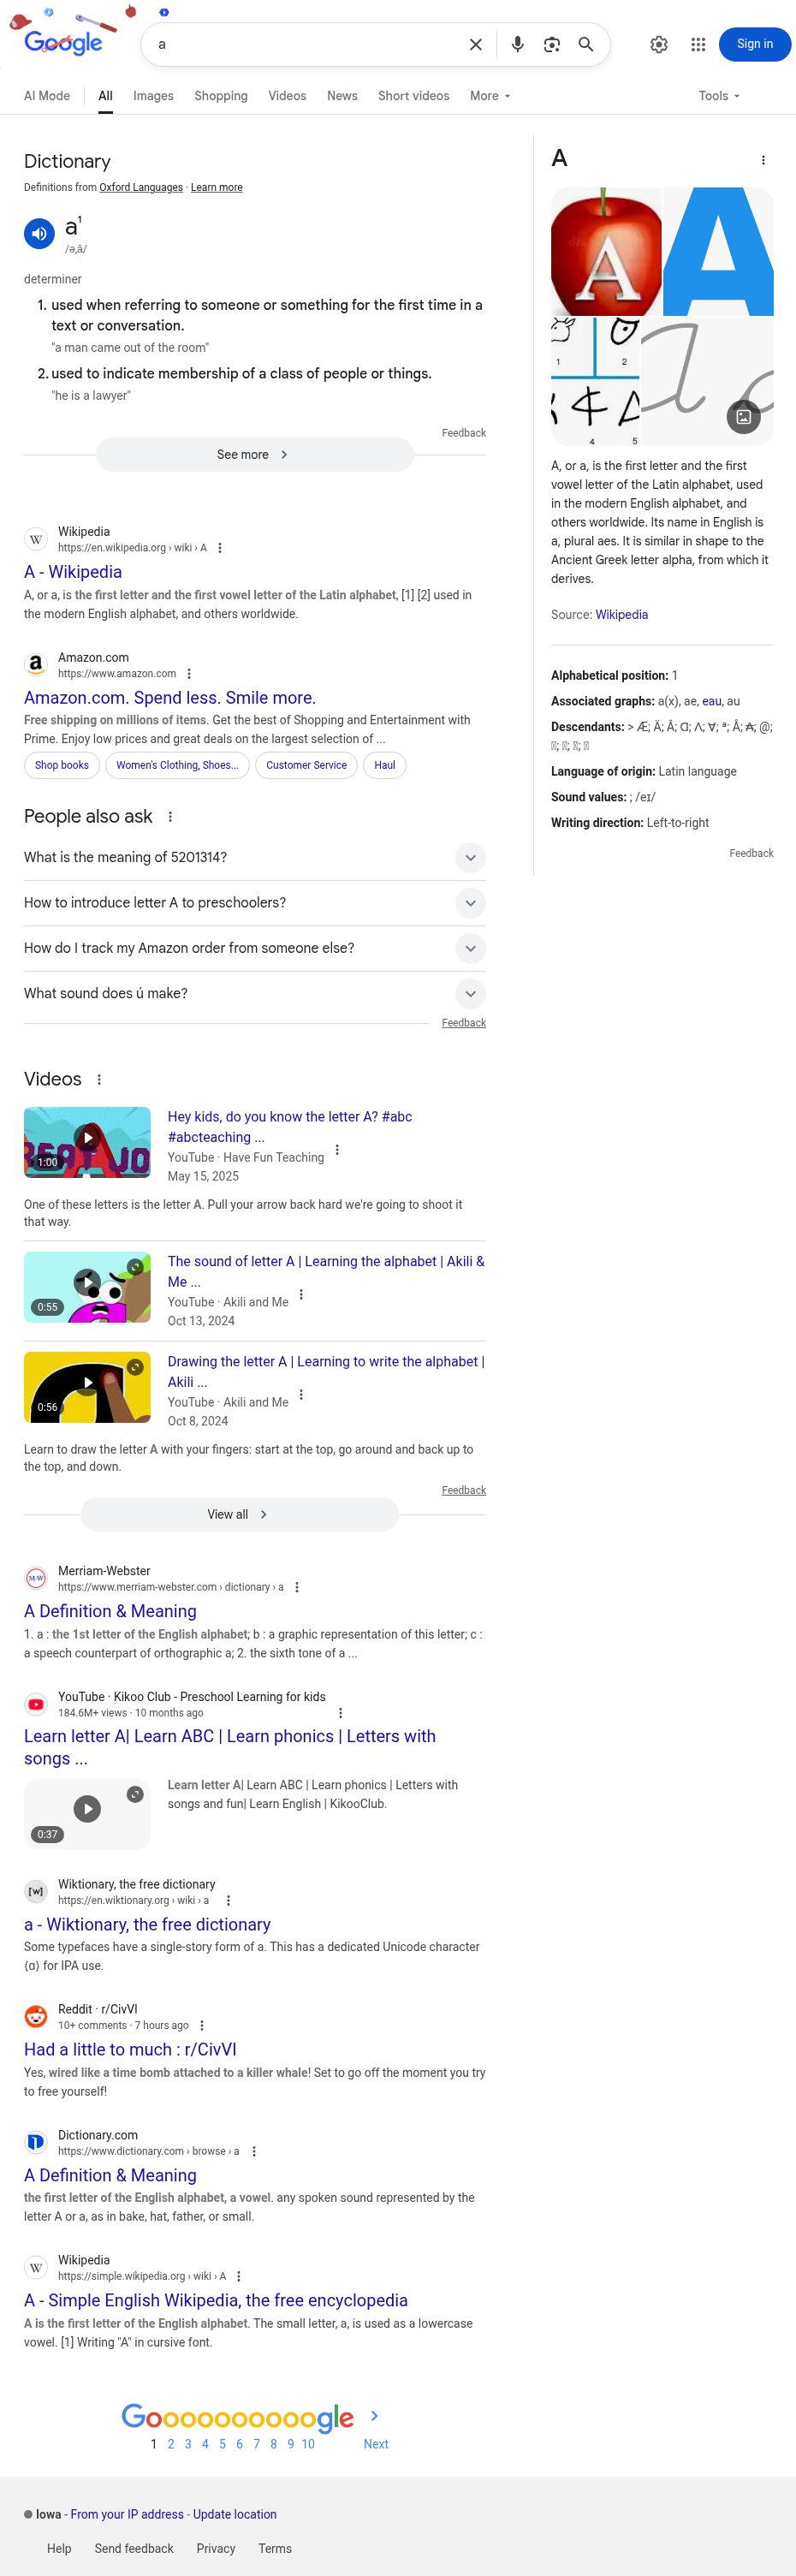 Google
a
Sign in
AI Mode
All
Images
Shopping
Videos
News
Short videos
More
Tools
Dictionary
Definitions from Oxford Languages · Learn more
a¹
/ə,ā/
determiner
1. used when referring to someone or something for the first time in a
text or conversation.
"a man came out of the room"
2. used to indicate membership of a class of people or things.
"he is a lawyer"
Feedback
See more
Wikipedia
https://en.wikipedia.org › wiki › A
A - Wikipedia
A, or a, is the first letter and the first vowel letter of the Latin alphabet, [1] [2] used in
the modern English alphabet, and others worldwide.
Amazon.com
https://www.amazon.com
Amazon.com. Spend less. Smile more.
Free shipping on millions of items. Get the best of Shopping and Entertainment with
Prime. Enjoy low prices and great deals on the largest selection of ...
Shop books
Women's Clothing, Shoes...
Customer Service
Haul
People also ask
What is the meaning of 5201314?
How to introduce letter A to preschoolers?
How do I track my Amazon order from someone else?
What sound does ú make?
Feedback
Videos
1:00
Hey kids, do you know the letter A? #abc
#abcteaching ...
YouTube · Have Fun Teaching
May 15, 2025
One of these letters is the letter A. Pull your arrow back hard we're going to shoot it
that way.
0:55
The sound of letter A | Learning the alphabet | Akili &
Me ...
YouTube · Akili and Me
Oct 13, 2024
0:56
Drawing the letter A | Learning to write the alphabet |
Akili ...
YouTube · Akili and Me
Oct 8, 2024
Learn to draw the letter A with your fingers: start at the top, go around and back up to
the top, and down.
Feedback
View all
Merriam-Webster
https://www.merriam-webster.com › dictionary › a
A Definition & Meaning
1. a : the 1st letter of the English alphabet; b : a graphic representation of this letter; c :
a speech counterpart of orthographic a; 2. the sixth tone of a ...
YouTube · Kikoo Club - Preschool Learning for kids
184.6M+ views · 10 months ago
Learn letter A| Learn ABC | Learn phonics | Letters with
songs ...
0:37
Learn letter A| Learn ABC | Learn phonics | Letters with
songs and fun| Learn English | KikooClub.
Wiktionary, the free dictionary
https://en.wiktionary.org › wiki › a
a - Wiktionary, the free dictionary
Some typefaces have a single-story form of a. This has a dedicated Unicode character
⟨ɑ⟩ for IPA use.
Reddit · r/CivVI
10+ comments · 7 hours ago
Had a little to much : r/CivVI
Yes, wired like a time bomb attached to a killer whale! Set to go off the moment you try
to free yourself!
Dictionary.com
https://www.dictionary.com › browse › a
A Definition & Meaning
the first letter of the English alphabet, a vowel. any spoken sound represented by the
letter A or a, as in bake, hat, father, or small.
Wikipedia
https://simple.wikipedia.org › wiki › A
A - Simple English Wikipedia, the free encyclopedia
A is the first letter of the English alphabet. The small letter, a, is used as a lowercase
vowel. [1] Writing "A" in cursive font.
A
A
A
1 2
4 5
A, or a, is the first letter and the first
vowel letter of the Latin alphabet, used
in the modern English alphabet, and
others worldwide. Its name in English is
a, plural aes. It is similar in shape to the
Ancient Greek letter alpha, from which it
derives.
Source: Wikipedia
Alphabetical position: 1
Associated graphs: a(x), ae, eau, au
Descendants: > Æ; Ä; Â; Ɑ; Λ; Ɐ; ª; Å; ₳; @;
Language of origin: Latin language
Sound values: ; /eɪ/
Writing direction: Left-to-right
Feedback
Goooooooooogle
1 2 3 4 5 6 7 8 9 10 Next
Iowa - From your IP address - Update location
Help
Send feedback
Privacy
Terms